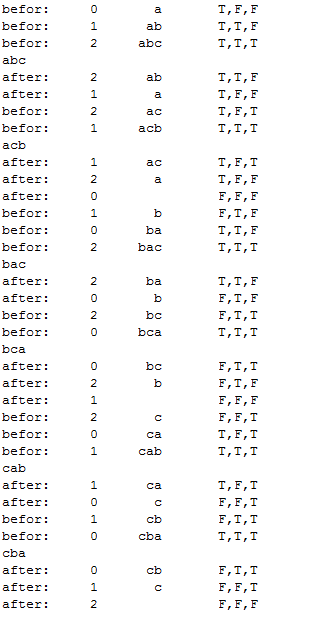 befor: 0 a T,F,F
befor: 1 ab T,T,F
befor: 2 abc T,T,T
abc
after: 2 ab T,T,F
after: 1 a T,F,F
befor: 2 ac T,F,T
befor: 1 acb T,T,T
acb
after: 1 ac T,F,T
after: 2 a T,F,F
after: 0 F,F,F
befor: 1 b F,T,F
befor: 0 ba T,T,F
befor: 2 bac T,T,T
bac
after: 2 ba T,T,F
after: 0 b F,T,F
befor: 2 bc F,T,T
befor: 0 bca T,T,T
bca
after: 0 bc F,T,T
after: 2 b F,T,F
after: 1 F,F,F
befor: 2 c F,F,T
befor: 0 ca T,F,T
befor: 1 cab T,T,T
cab
after: 1 ca T,F,T
after: 0 c F,F,T
befor: 1 cb F,T,T
befor: 0 cba T,T,T
cba
after: 0 cb F,T,T
after: 1 c F,F,T
after: 2 F,F,F